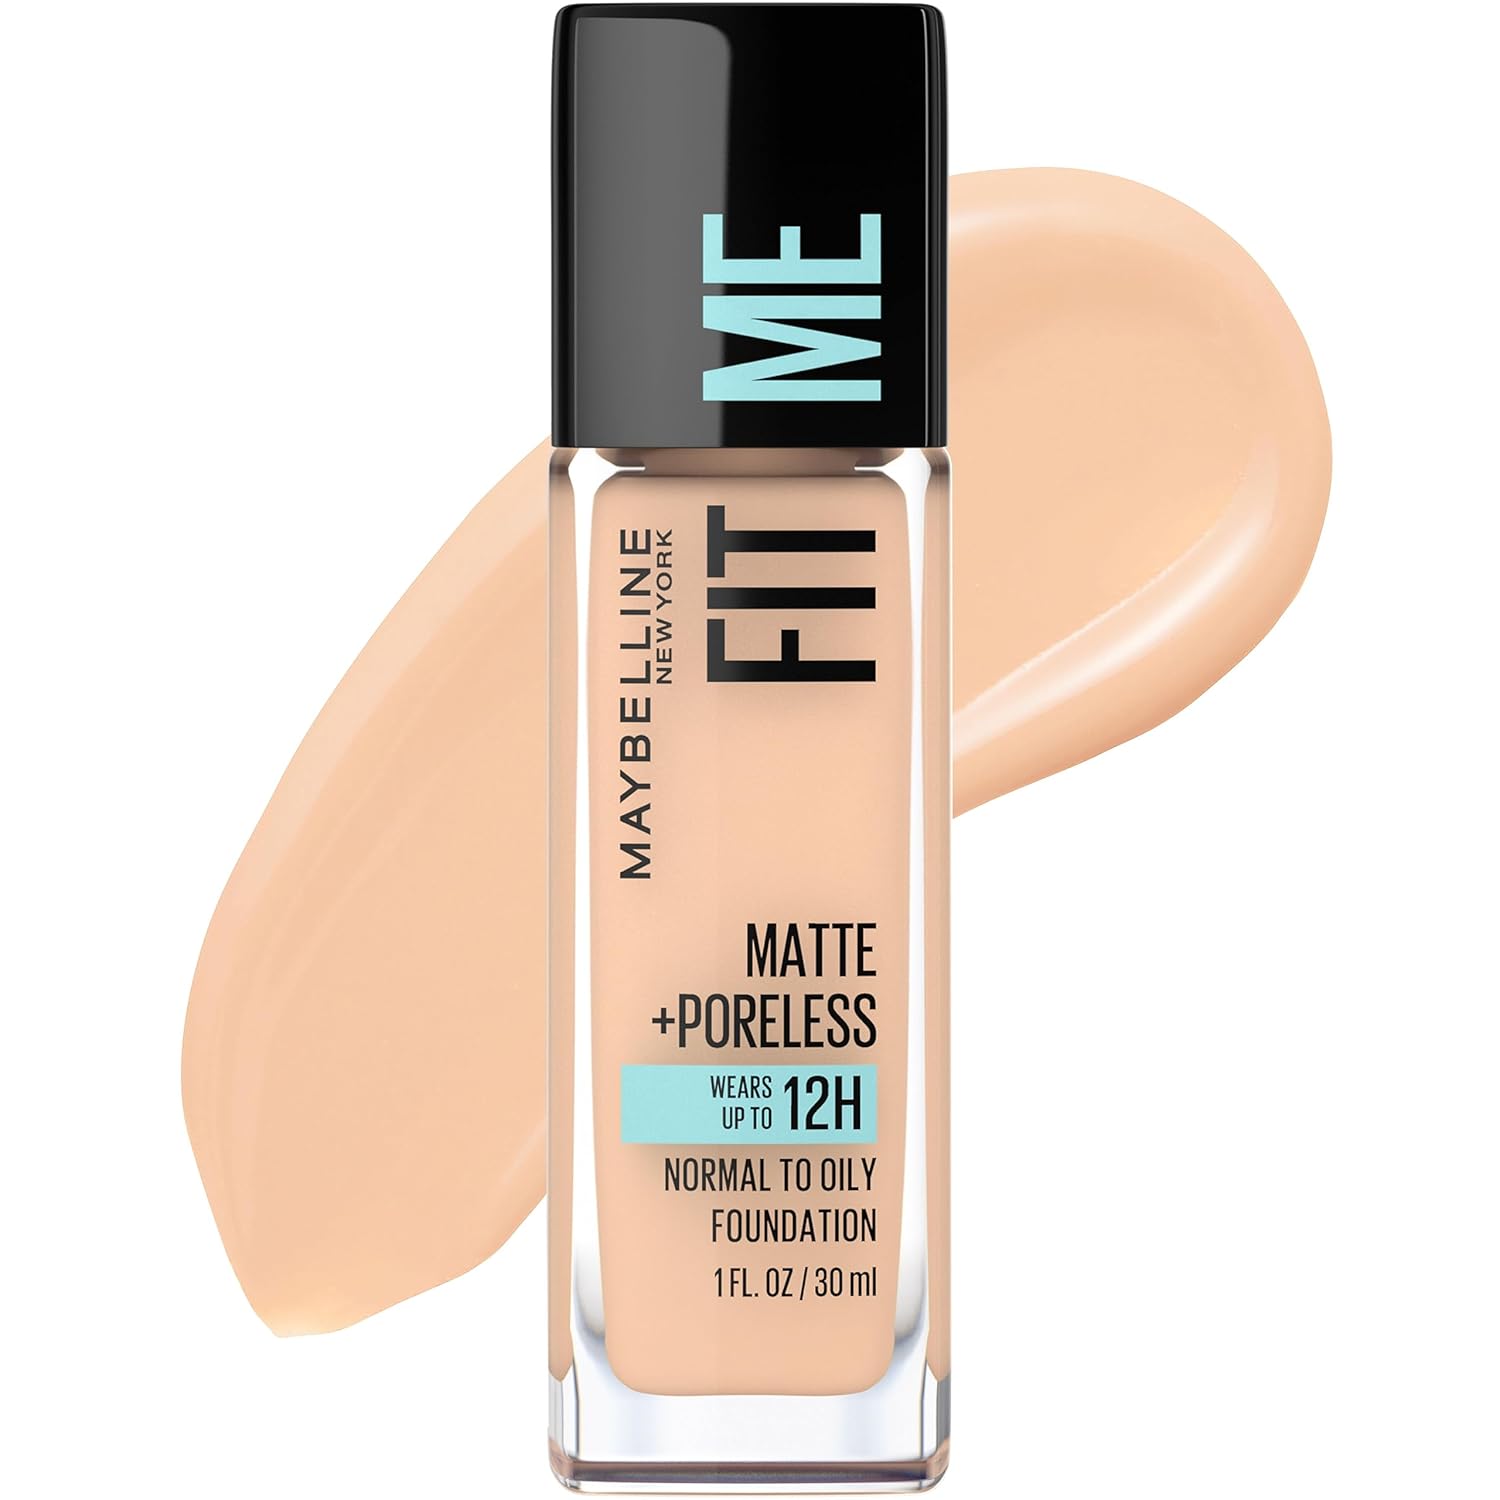 FIT ME
MAYBELLINE
NEW YORK
MATTE
+PORELESS
WEARS
UP TO 12H
NORMAL TO OILY
FOUNDATION
1 FL. OZ / 30 ml